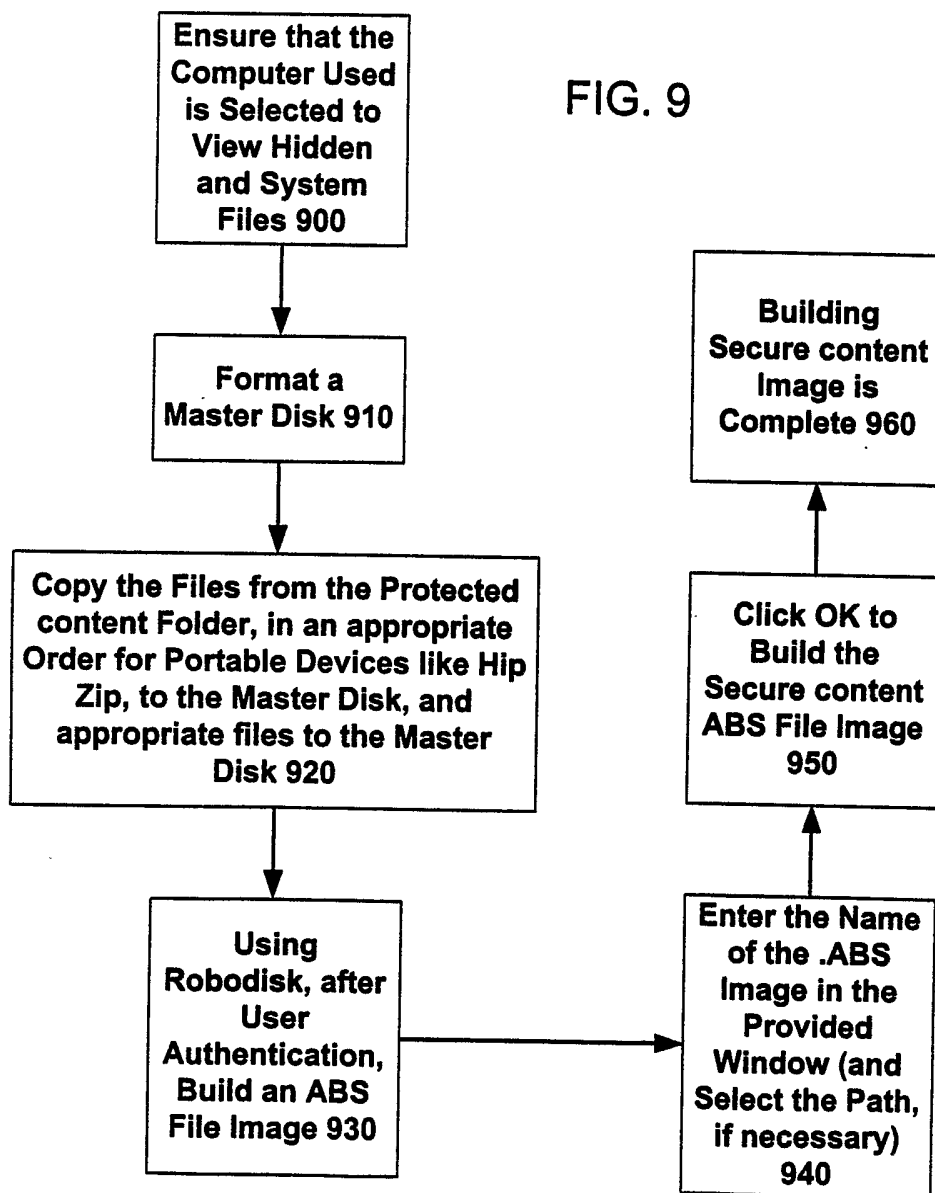 FIG. 9
Ensure that the
Computer Used
is Selected to
View Hidden
and System
Files 900
Format a
Master Disk 910
Copy the Files from the Protected
content Folder, in an appropriate
Order for Portable Devices like Hip
Zip, to the Master Disk, and
appropriate files to the Master
Disk 920
Using
Robodisk, after
User
Authentication,
Build an ABS
File Image 930
Enter the Name
of the .ABS
Image in the
Provided
Window (and
Select the Path,
if necessary)
940
Click OK to
Build the
Secure content
ABS File Image
950
Building
Secure content
Image is
Complete 960